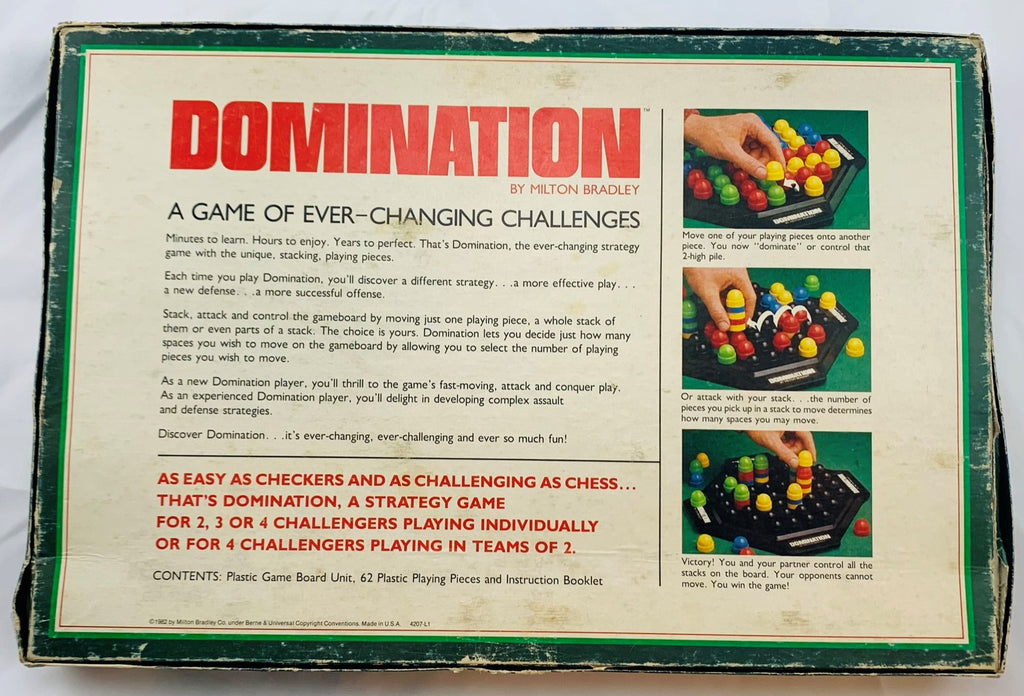 DOMINATION™
BY MILTON BRADLEY
A GAME OF EVER-CHANGING CHALLENGES
Minutes to learn. Hours to enjoy. Years to perfect. That's Domination, the ever-changing strategy
game with the unique, stacking, playing pieces.
Each time you play Domination, you'll discover a different strategy. . .a more effective play. . .
a new defense. . .a more successful offense.
Stack, attack and control the gameboard by moving just one playing piece, a whole stack of
them or even parts of a stack. The choice is yours. Domination lets you decide just how many
spaces you wish to move on the gameboard by allowing you to select the number of playing
pieces you wish to move.
As a new Domination player, you'll thrill to the game's fast-moving, attack and conquer play.
As an experienced Domination player, you'll delight in developing complex assault
and defense strategies.
Discover Domination. . .it's ever-changing, ever-challenging and ever so much fun!
AS EASY AS CHECKERS AND AS CHALLENGING AS CHESS...
THAT'S DOMINATION, A STRATEGY GAME
FOR 2, 3 OR 4 CHALLENGERS PLAYING INDIVIDUALLY
OR FOR 4 CHALLENGERS PLAYING IN TEAMS OF 2.
CONTENTS: Plastic Game Board Unit, 62 Plastic Playing Pieces and Instruction Booklet
©1982 by Milton Bradley Co. under Berne & Universal Copyright Conventions. Made in U.S.A. 4207-L1
DOMINATION
Move one of your playing pieces onto another
piece. You now "dominate" or control that
2-high pile.
DOMINATION
Or attack with your stack. . .the number of
pieces you pick up in a stack to move determines
how many spaces you may move.
DOMINATION
Victory! You and your partner control all the
stacks on the board. Your opponents cannot
move. You win the game!